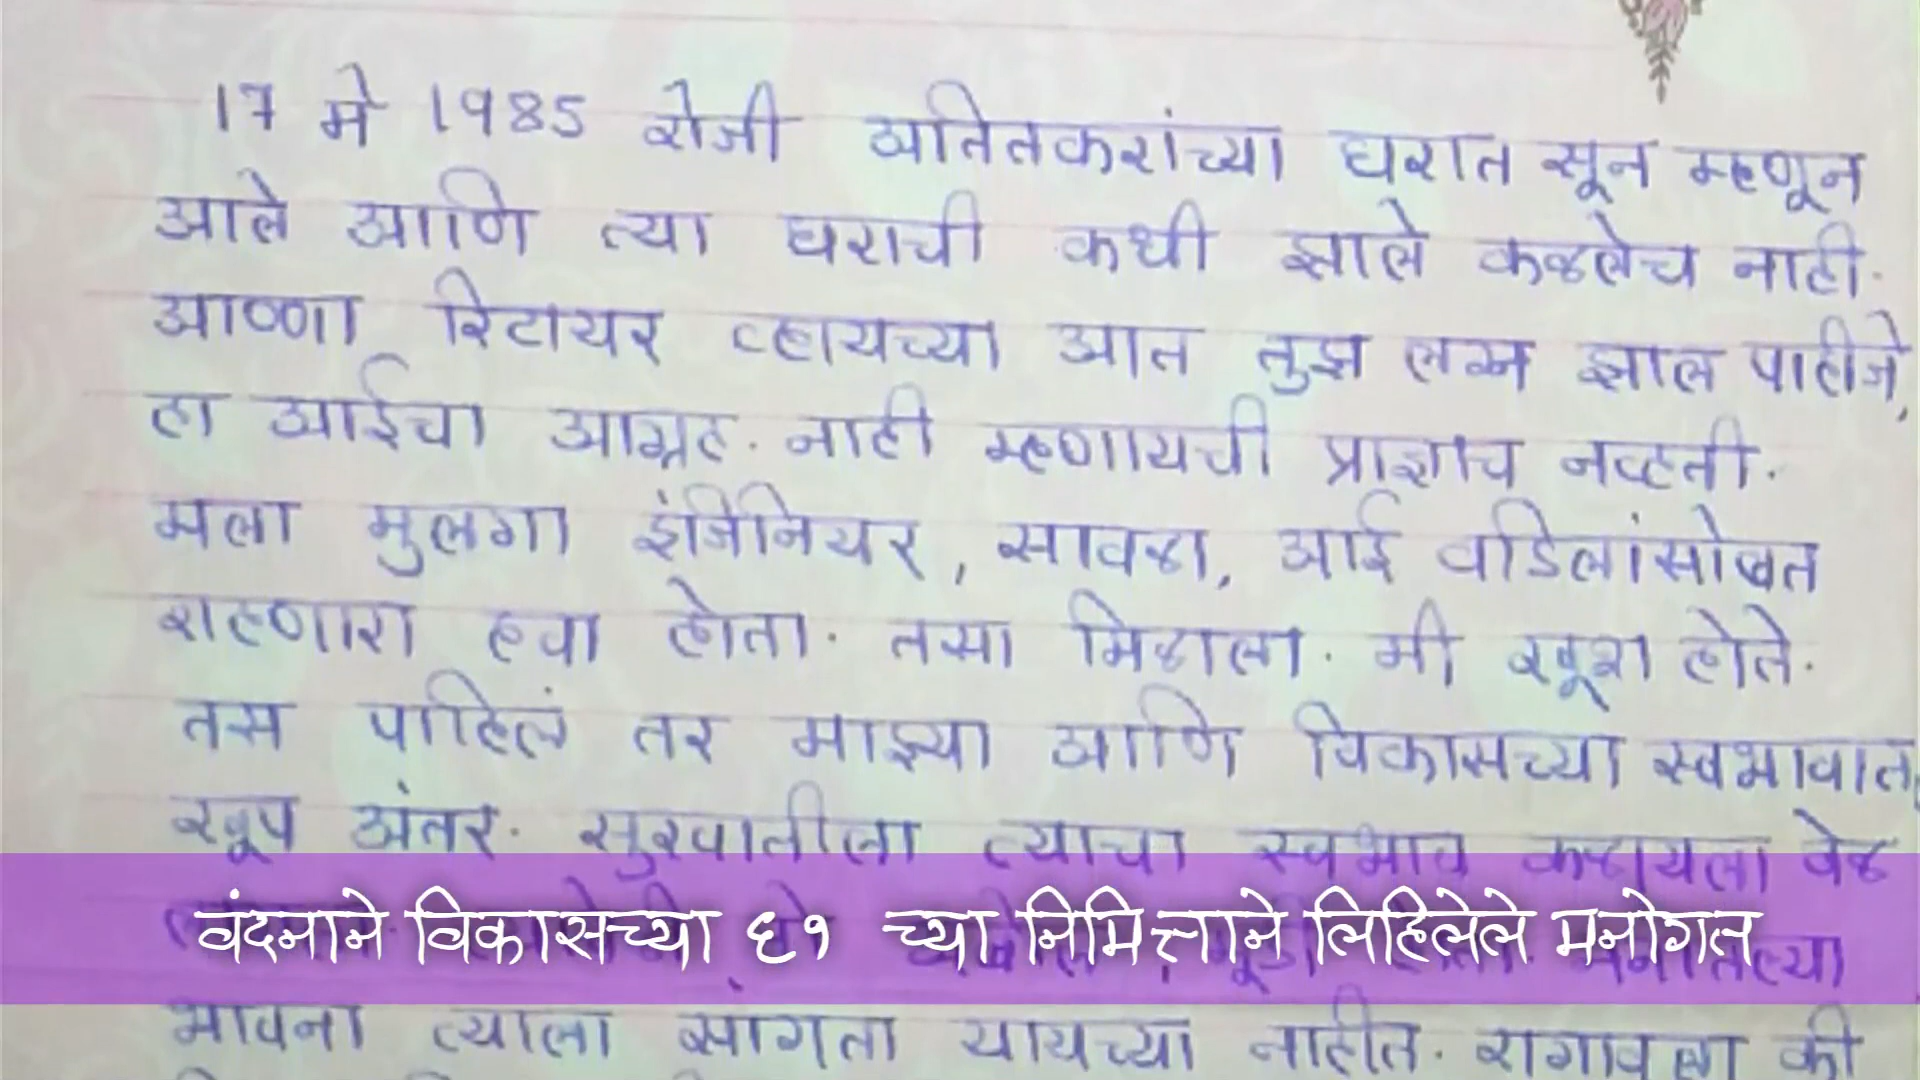 17 मे 1985 रोजी अतितकरांच्या घरात सून म्हणून
आले आणि त्या घराची कधी झाले कळलेच नाही.
आण्णा रिटायर व्हायच्या आत तुझ लग्न झाल पाहीजे,
हा आईचा आग्रह. नाही म्हणायची प्राज्ञाच नव्हती.
मला मुलगा इंजिनियर, सावळा, आई वडिलांसोबत
राहणारा हवा होता. तसा मिळाला. मी खूश होते.
तस पाहिलं तर माझ्या आणि विकासच्या स्वभावात
खूप अंतर. सुरवातीला त्याचा स्वभाव कळायला वेळ
वंदनाने विकासच्या ६१ च्या निमित्ताने लिहिलेले मनोगत
भावना त्याला सांगता यायच्या नाहीत. रागावला की